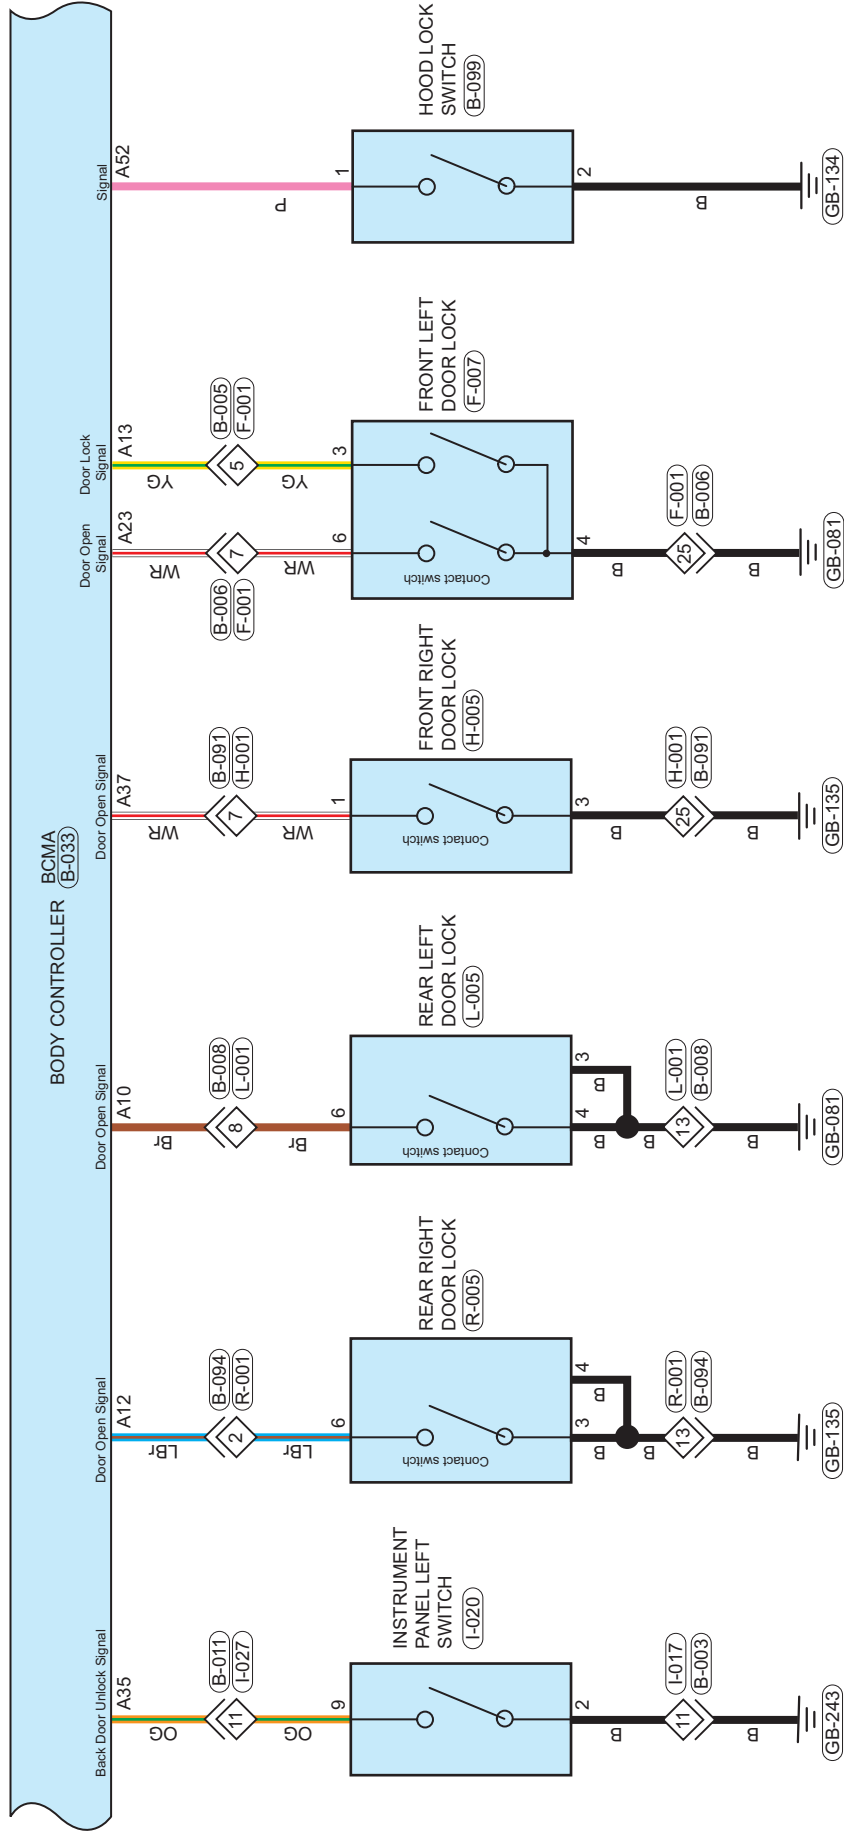 BODY CONTROLLER
BCMA
B-033
Back Door Unlock Signal
A35
OG
B-011
I-027
11
OG
9
INSTRUMENT
PANEL LEFT
SWITCH
I-020
2
B
I-017
B-003
11
B
GB-243
Door Open Signal
A12
LBr
B-094
R-001
2
LBr
6
REAR RIGHT
DOOR LOCK
R-005
Contact switch
3
4
B
B
B
R-001
B-094
13
B
GB-135
Door Open Signal
A10
Br
B-008
L-001
8
Br
6
REAR LEFT
DOOR LOCK
L-005
Contact switch
4
3
B
B
B
L-001
B-008
13
B
GB-081
Door Open Signal
A37
WR
B-091
H-001
7
WR
1
FRONT RIGHT
DOOR LOCK
H-005
Contact switch
3
B
H-001
B-091
25
B
GB-135
Door Open
Signal
A23
WR
B-006
F-001
7
WR
6
Door Lock
Signal
A13
YG
B-005
F-001
5
YG
3
FRONT LEFT
DOOR LOCK
F-007
Contact switch
4
B
F-001
B-006
25
B
GB-081
Signal
A52
P
1
HOOD LOCK
SWITCH
B-099
2
B
GB-134